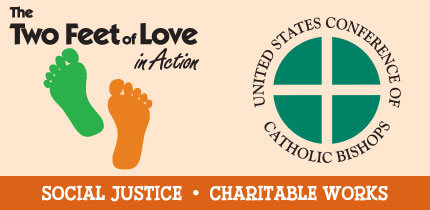 The
Two Feet of Love
in Action
UNITED STATES CONFERENCE OF
CATHOLIC BISHOPS
SOCIAL JUSTICE • CHARITABLE WORKS